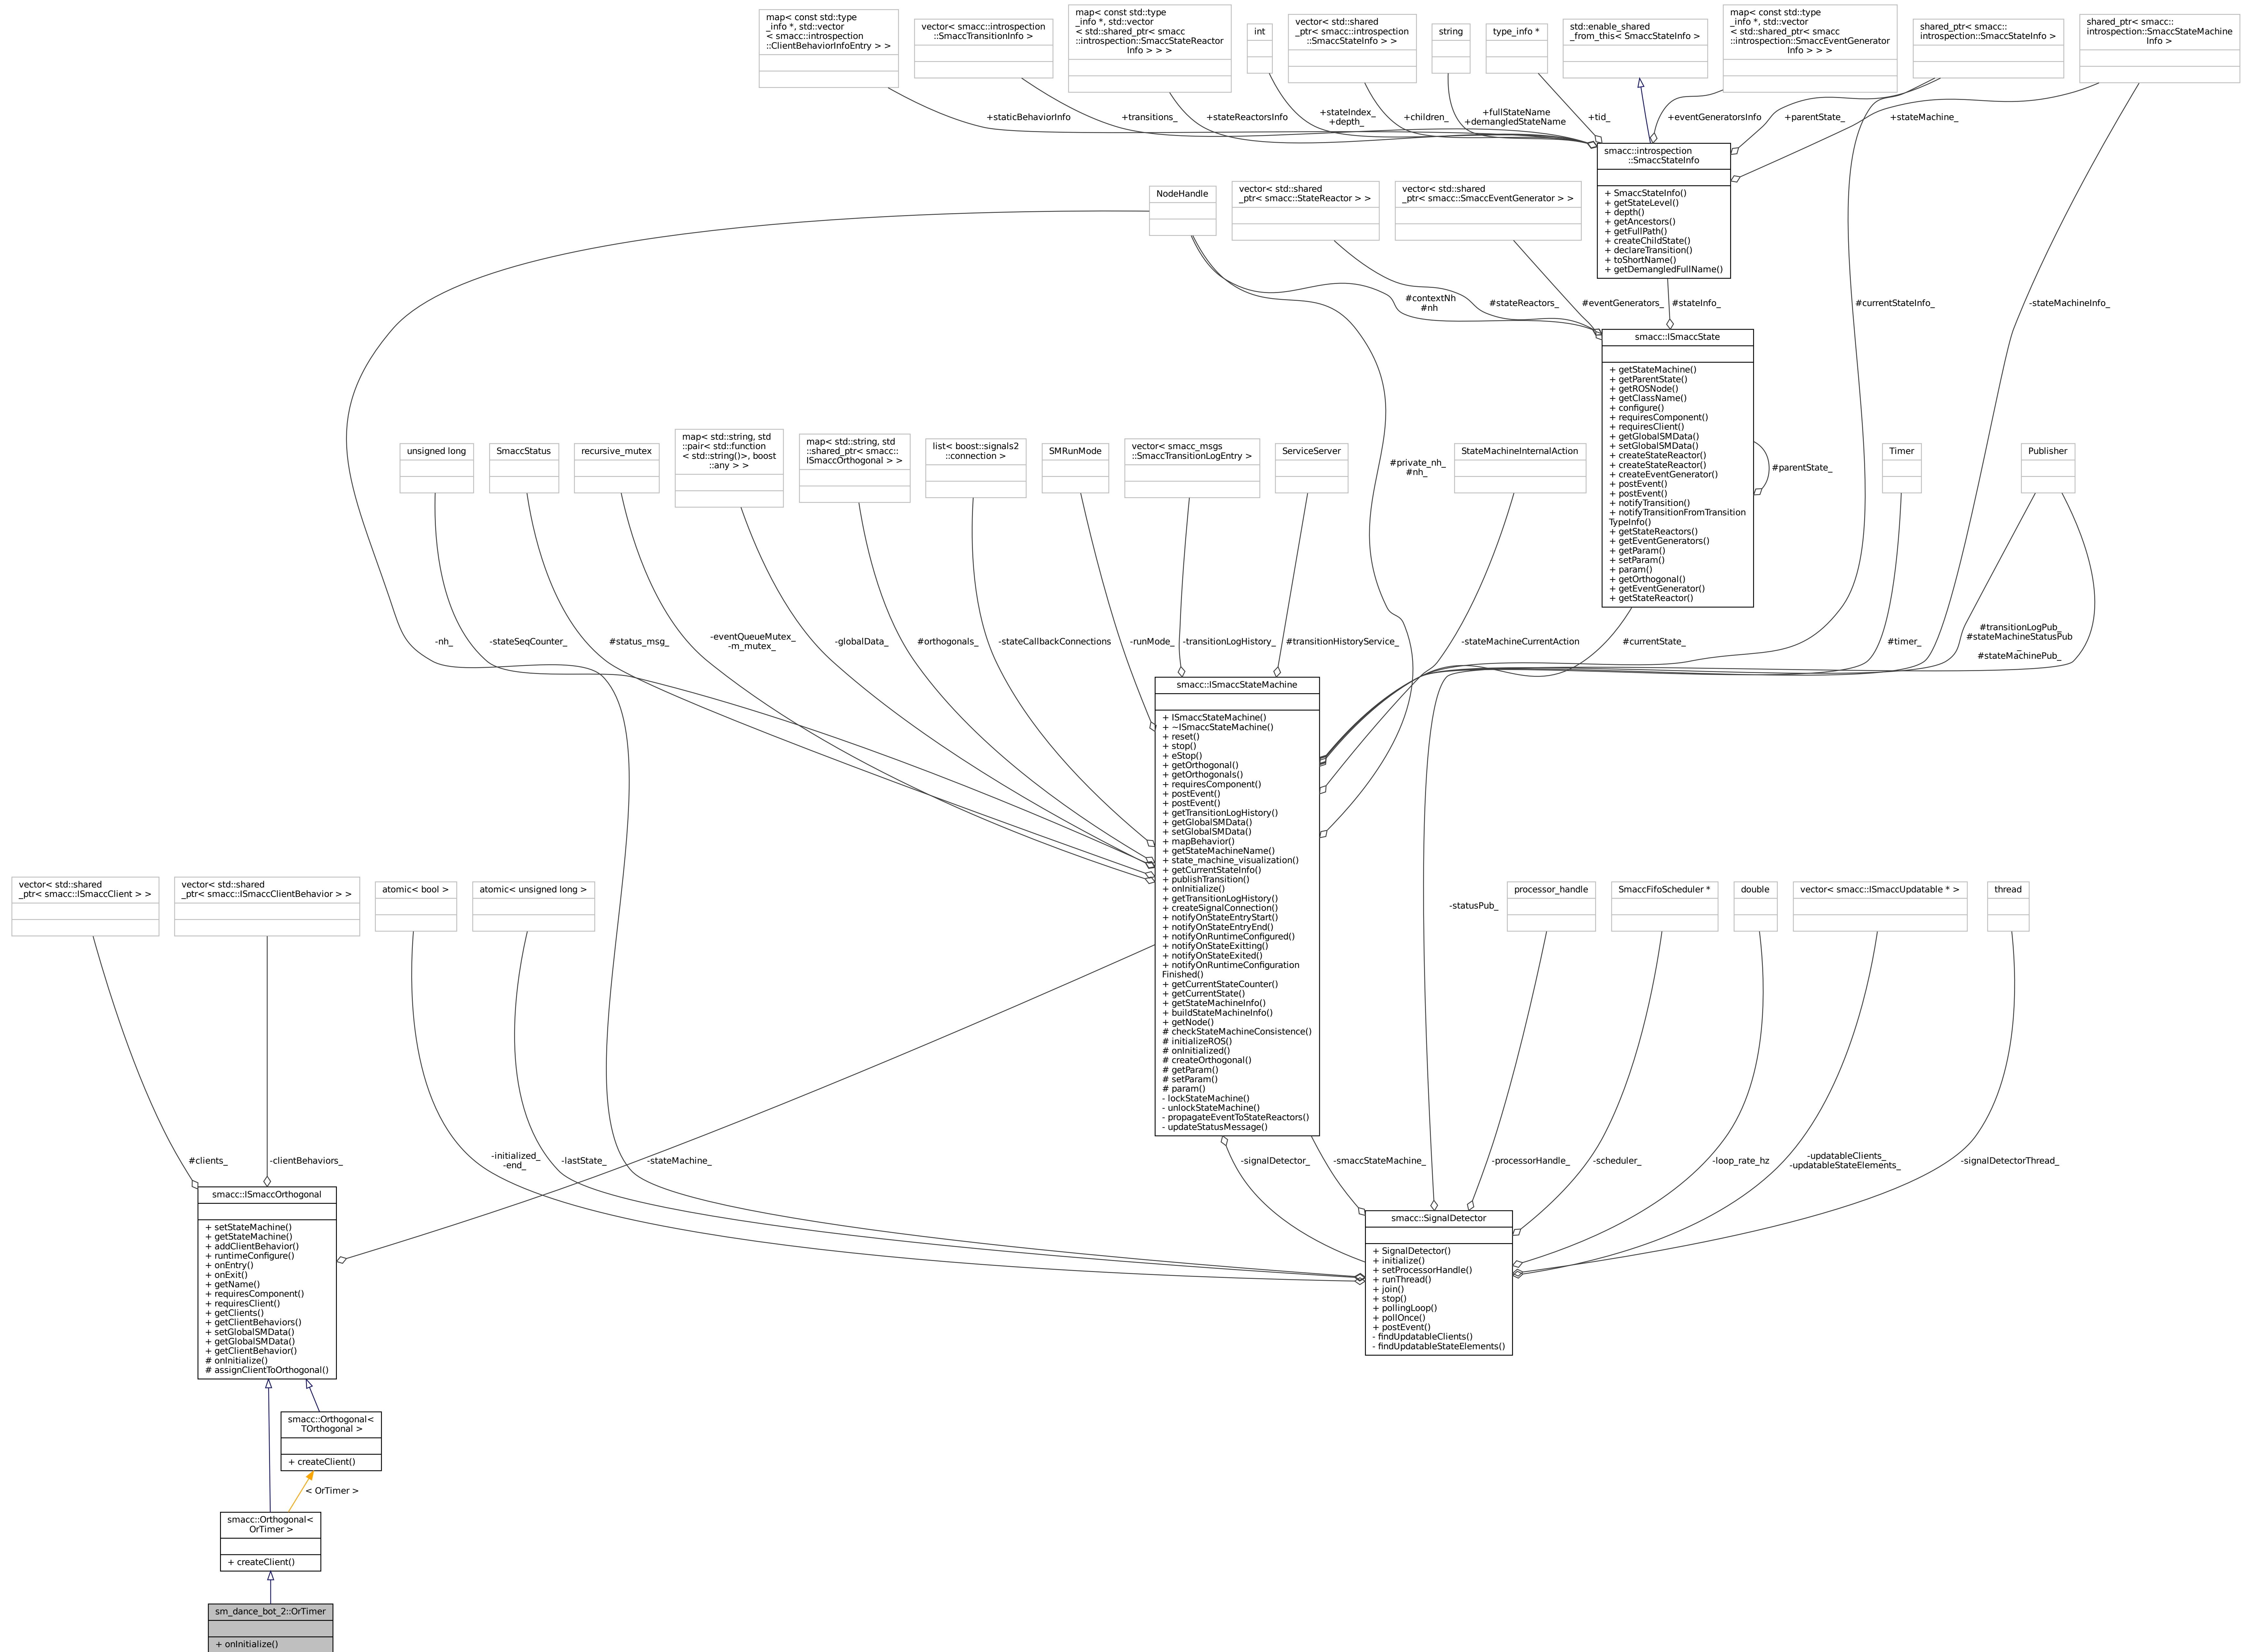 map< const std::type
_info *, std::vector
< smacc::introspection
::ClientBehaviorInfoEntry > >
vector< smacc::introspection
::SmaccTransitionInfo >
map< const std::type
_info *, std::vector
< std::shared_ptr< smacc
::introspection::SmaccStateReactor
Info > > >
int
vector< std::shared
_ptr< smacc::introspection
::SmaccStateInfo > >
string
type_info *
std::enable_shared
_from_this< SmaccStateInfo >
map< const std::type
_info *, std::vector
< std::shared_ptr< smacc
::introspection::SmaccEventGenerator
Info > > >
shared_ptr< smacc::
introspection::SmaccStateInfo >
shared_ptr< smacc::
introspection::SmaccStateMachine
Info >
+staticBehaviorInfo
+transitions_
+stateReactorsInfo
+stateIndex_
+depth_
+children_
+fullStateName
+demangledStateName
+tid_
+eventGeneratorsInfo
+parentState_
+stateMachine_
smacc::introspection
::SmaccStateInfo
+ SmaccStateInfo()
+ getStateLevel()
+ depth()
+ getAncestors()
+ getFullPath()
+ createChildState()
+ declareTransition()
+ toShortName()
+ getDemangledFullName()
NodeHandle
vector< std::shared
_ptr< smacc::StateReactor > >
vector< std::shared
_ptr< smacc::SmaccEventGenerator > >
#contextNh
#nh
#stateReactors_
#eventGenerators_
#stateInfo_
#currentStateInfo_
-stateMachineInfo_
smacc::ISmaccState
+ getStateMachine()
+ getParentState()
+ getROSNode()
+ getClassName()
+ configure()
+ requiresComponent()
+ requiresClient()
+ getGlobalSMData()
+ setGlobalSMData()
+ createStateReactor()
+ createStateReactor()
+ createEventGenerator()
+ postEvent()
+ postEvent()
+ notifyTransition()
+ notifyTransitionFromTransition
TypeInfo()
+ getStateReactors()
+ getEventGenerators()
+ getParam()
+ setParam()
+ param()
+ getOrthogonal()
+ getEventGenerator()
+ getStateReactor()
#parentState_
unsigned long
SmaccStatus
recursive_mutex
map< std::string, std
::pair< std::function
< std::string()>, boost
::any > >
map< std::string, std
::shared_ptr< smacc::
ISmaccOrthogonal > >
list< boost::signals2
::connection >
SMRunMode
vector< smacc_msgs
::SmaccTransitionLogEntry >
ServiceServer
#private_nh_
#nh_
StateMachineInternalAction
Timer
Publisher
-nh_
-stateSeqCounter_
#status_msg_
-eventQueueMutex_
-m_mutex_
-globalData_
#orthogonals_
-stateCallbackConnections
-runMode_
-transitionLogHistory_
#transitionHistoryService_
-stateMachineCurrentAction
#currentState_
#timer_
#transitionLogPub_
#stateMachineStatusPub
_
#stateMachinePub_
smacc::ISmaccStateMachine
+ ISmaccStateMachine()
+ ~ISmaccStateMachine()
+ reset()
+ stop()
+ eStop()
+ getOrthogonal()
+ getOrthogonals()
+ requiresComponent()
+ postEvent()
+ postEvent()
+ getTransitionLogHistory()
+ getGlobalSMData()
+ setGlobalSMData()
+ mapBehavior()
+ getStateMachineName()
+ state_machine_visualization()
+ getCurrentStateInfo()
+ publishTransition()
+ onInitialize()
+ getTransitionLogHistory()
+ createSignalConnection()
+ notifyOnStateEntryStart()
+ notifyOnStateEntryEnd()
+ notifyOnRuntimeConfigured()
+ notifyOnStateExitting()
+ notifyOnStateExited()
+ notifyOnRuntimeConfiguration
Finished()
+ getCurrentStateCounter()
+ getCurrentState()
+ getStateMachineInfo()
+ buildStateMachineInfo()
+ getNode()
# checkStateMachineConsistence()
# initializeROS()
# onInitialized()
# createOrthogonal()
# getParam()
# setParam()
# param()
- lockStateMachine()
- unlockStateMachine()
- propagateEventToStateReactors()
- updateStatusMessage()
vector< std::shared
_ptr< smacc::ISmaccClient > >
vector< std::shared
_ptr< smacc::ISmaccClientBehavior > >
atomic< bool >
atomic< unsigned long >
-statusPub_
processor_handle
SmaccFifoScheduler *
double
vector< smacc::ISmaccUpdatable * >
thread
#clients_
-clientBehaviors_
-initialized_
-end_
-lastState_
-stateMachine_
-signalDetector_
-smaccStateMachine_
-processorHandle_
-scheduler_
-loop_rate_hz
-updatableClients_
-updatableStateElements_
-signalDetectorThread_
smacc::ISmaccOrthogonal
+ setStateMachine()
+ getStateMachine()
+ addClientBehavior()
+ runtimeConfigure()
+ onEntry()
+ onExit()
+ getName()
+ requiresComponent()
+ requiresClient()
+ getClients()
+ getClientBehaviors()
+ setGlobalSMData()
+ getGlobalSMData()
+ getClientBehavior()
# onInitialize()
# assignClientToOrthogonal()
smacc::SignalDetector
+ SignalDetector()
+ initialize()
+ setProcessorHandle()
+ runThread()
+ join()
+ stop()
+ pollingLoop()
+ pollOnce()
+ postEvent()
- findUpdatableClients()
- findUpdatableStateElements()
smacc::Orthogonal<
TOrthogonal >
+ createClient()
< OrTimer >
smacc::Orthogonal<
OrTimer >
+ createClient()
sm_dance_bot_2::OrTimer
+ onInitialize()